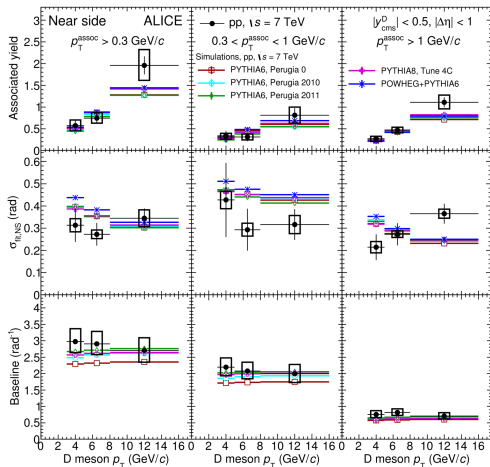 Near side ALICE
p_T^assoc > 0.3 GeV/c
pp, √s = 7 TeV
0.3 < p_T^assoc < 1 GeV/c
Simulations, pp, √s = 7 TeV
PYTHIA6, Perugia 0
PYTHIA6, Perugia 2010
PYTHIA6, Perugia 2011
|y_cms^D| < 0.5, |Δη| < 1
p_T^assoc > 1 GeV/c
PYTHIA8, Tune 4C
POWHEG+PYTHIA6
Associated yield
2.5
2
1.5
1
0.5
0
σ_fit,NS (rad)
0.6
0.5
0.4
0.3
0.2
0.1
0
Baseline (rad⁻¹)
4
3.5
3
2.5
2
1.5
1
0.5
0
0 2 4 6 8 10 12 14 16
D meson p_T (GeV/c)
0 2 4 6 8 10 12 14 16
D meson p_T (GeV/c)
0 2 4 6 8 10 12 14 16
D meson p_T (GeV/c)